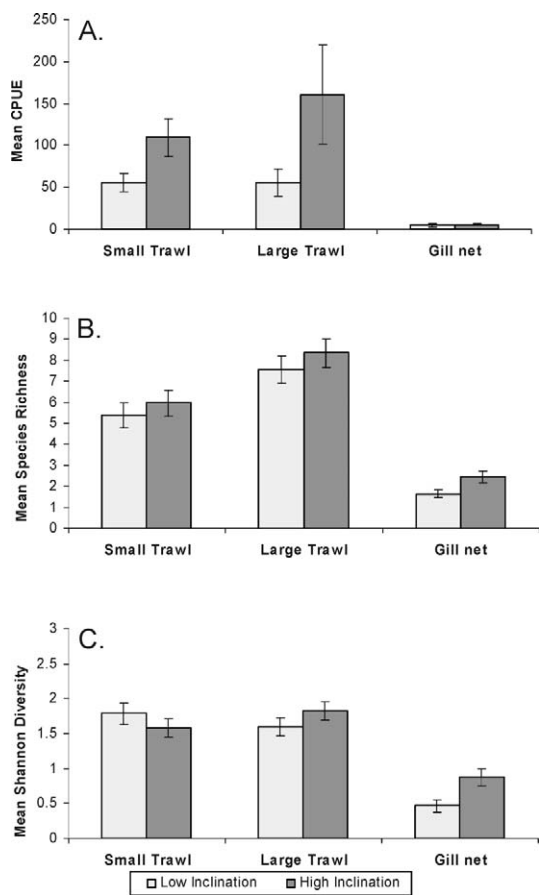 A.
Mean CPUE
250
200
150
100
50
0
Small Trawl Large Trawl Gill net
B.
Mean Species Richness
10
9
8
7
6
5
4
3
2
1
0
Small Trawl Large Trawl Gill net
C.
Mean Shannon Diversity
3
2.5
2
1.5
1
0.5
0
Small Trawl Large Trawl Gill net
Low Inclination High Inclination